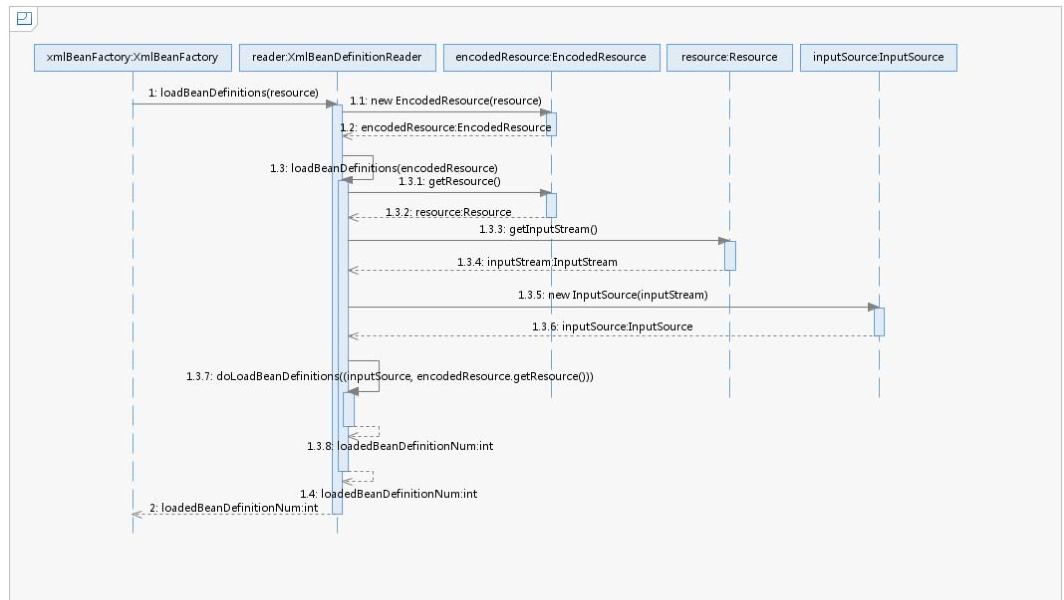 xmlBeanFactory:XmlBeanFactory
reader:XmlBeanDefinitionReader
encodedResource:EncodedResource
resource:Resource
inputSource:InputSource
1: loadBeanDefinitions(resource)
1.1: new EncodedResource(resource)
1.2: encodedResource:EncodedResource
1.3: loadBeanDefinitions(encodedResource)
1.3.1: getResource()
1.3.2: resource:Resource
1.3.3: getInputStream()
1.3.4: inputStream:InputStream
1.3.5: new InputSource(inputStream)
1.3.6: inputSource:InputSource
1.3.7: doLoadBeanDefinitions((inputSource, encodedResource.getResource()))
1.3.8: loadedBeanDefinitionNum:int
1.4: loadedBeanDefinitionNum:int
2: loadedBeanDefinitionNum:int